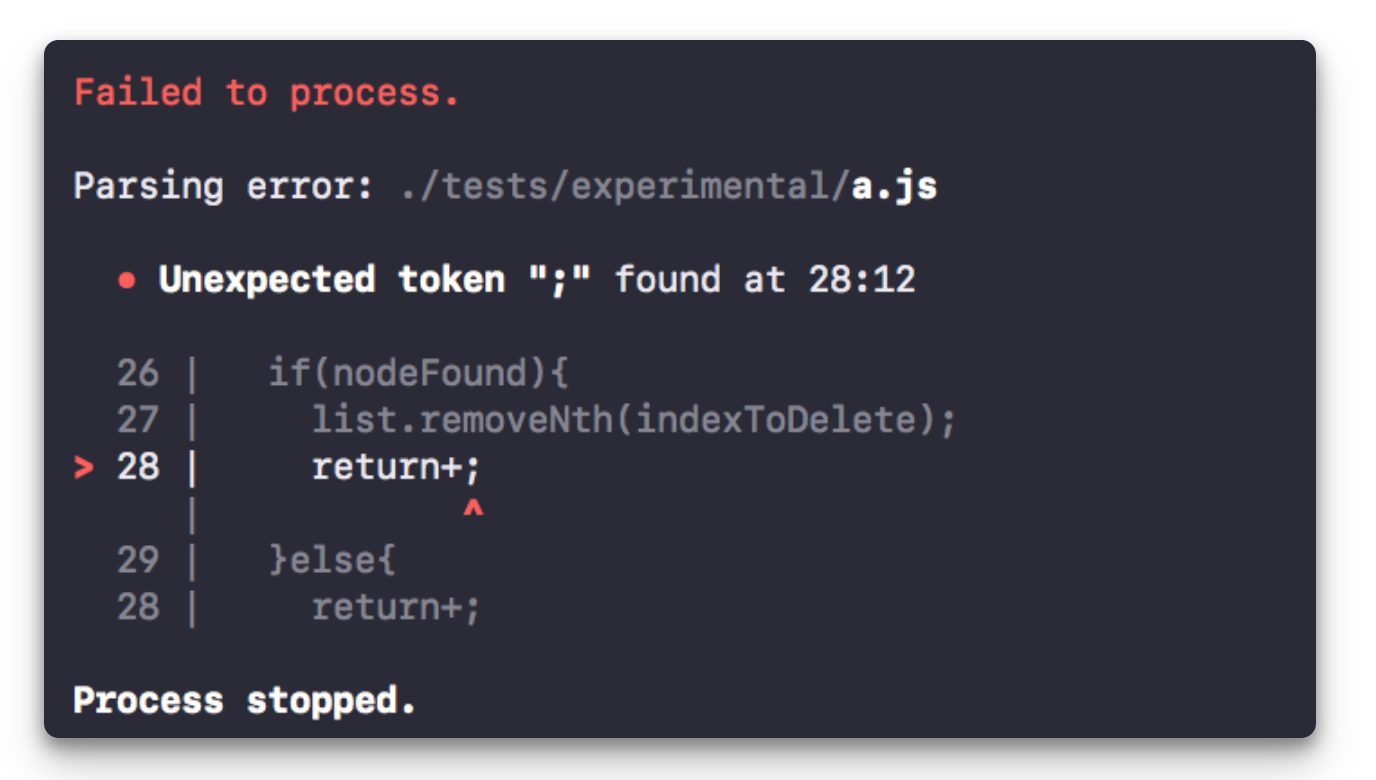 Failed to process.
Parsing error: ./tests/experimental/a.js
• Unexpected token ";" found at 28:12
26 |   if(nodeFound){
27 |     list.removeNth(indexToDelete);
> 28 |     return+;
|            ^
29 |   }else{
28 |     return+;
Process stopped.